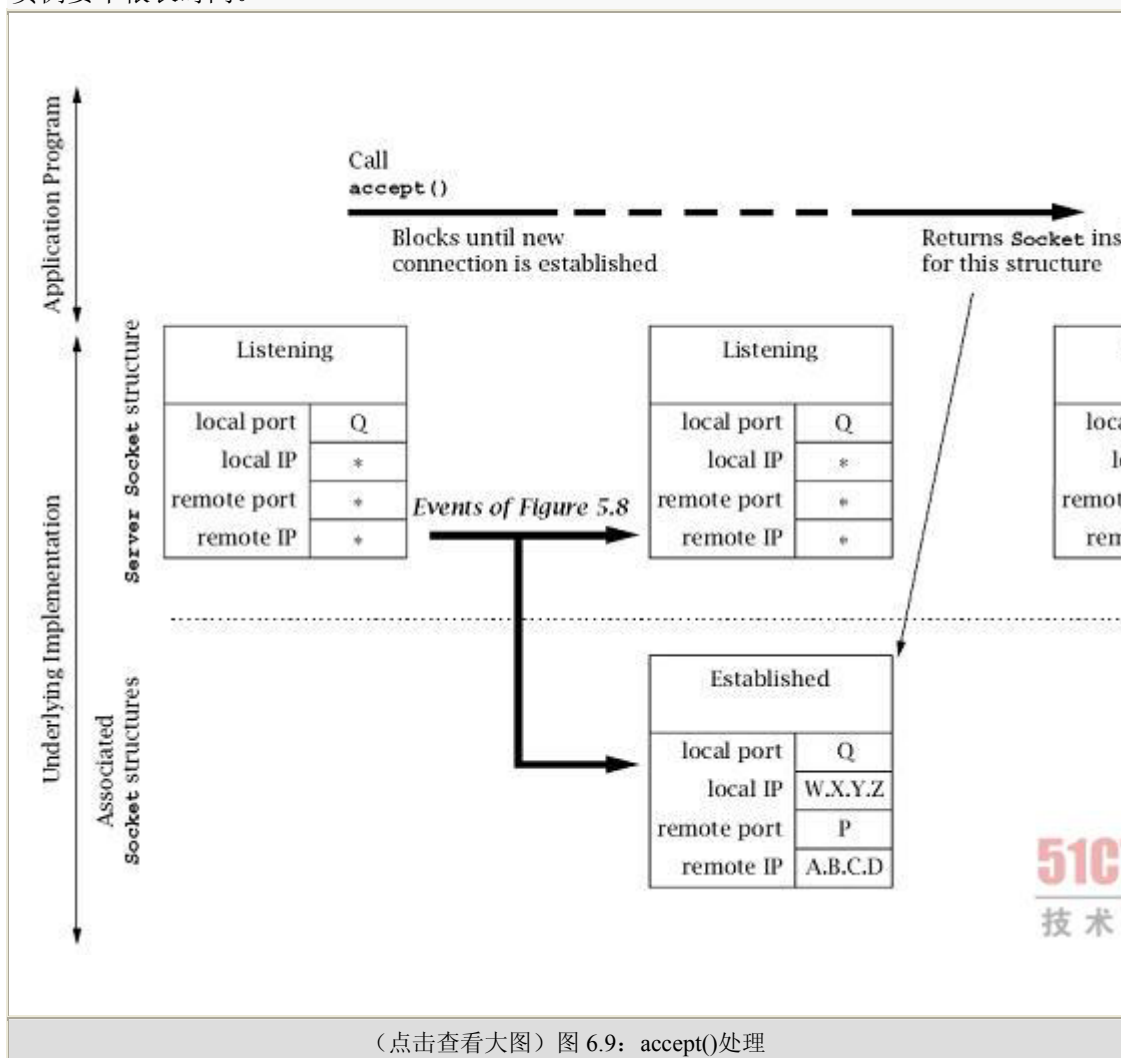 Call
accept()
Blocks until new
connection is established
Returns Socket ins
for this structure
Application Program
Underlying Implementation
Server Socket structure
Associated
Socket structures
Listening
local port Q
local IP *
remote port *
remote IP *
Events of Figure 5.8
Listening
local port Q
local IP *
remote port *
remote IP *
Established
local port Q
local IP W.X.Y.Z
remote port P
remote IP A.B.C.D
51C
技术
（点击查看大图）图 6.9：accept()处理